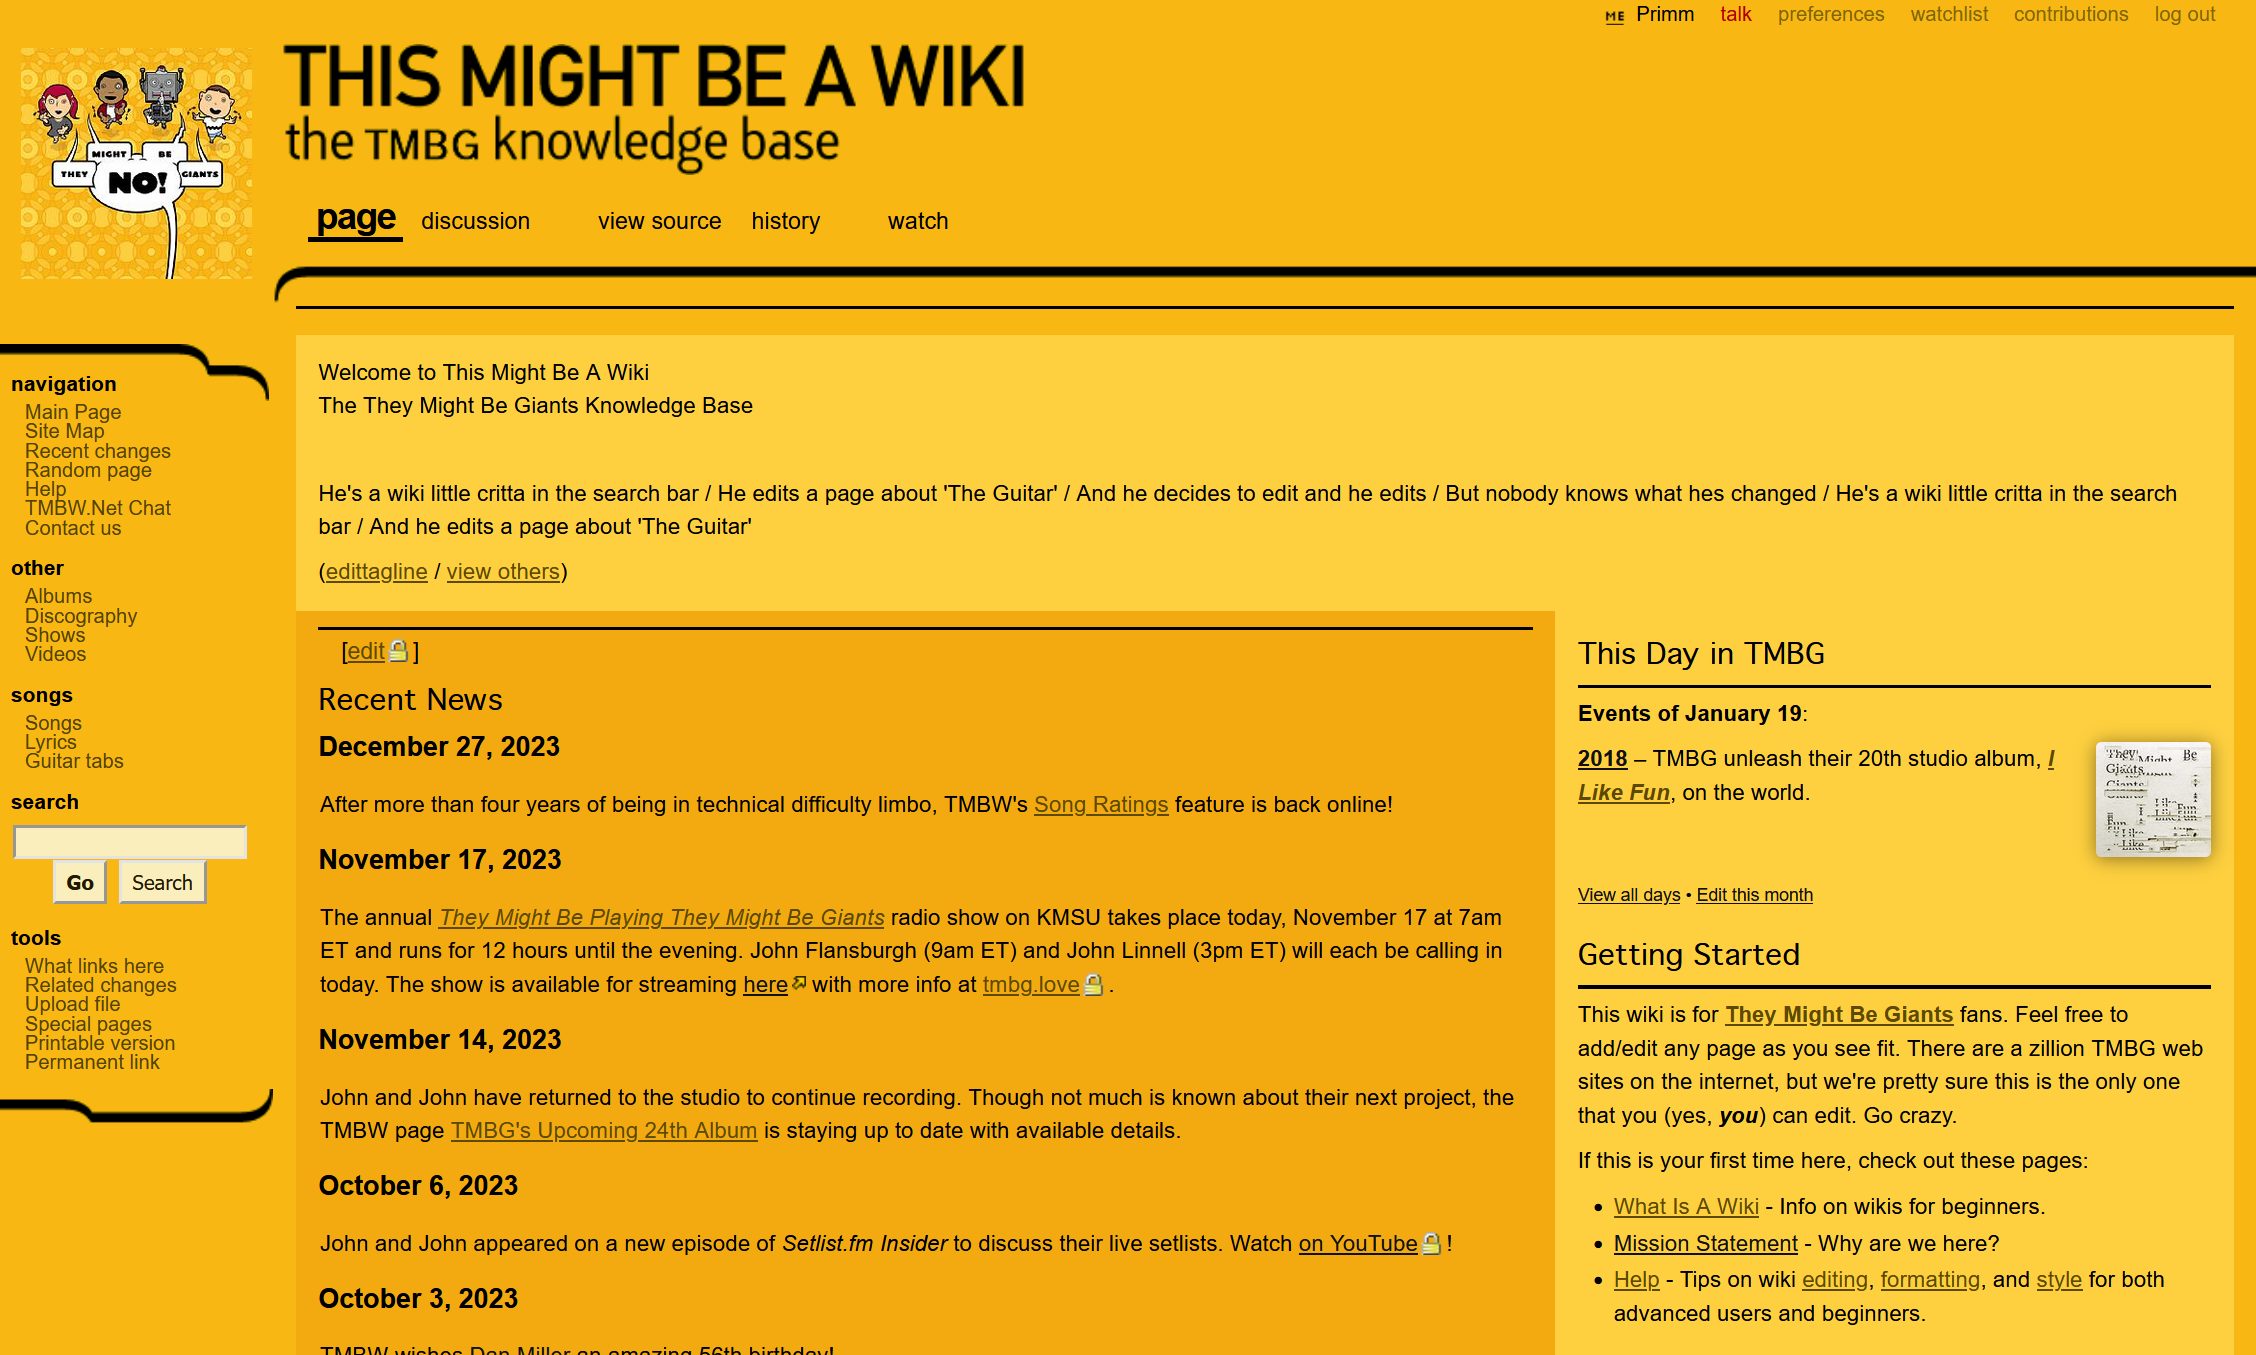 ME Primm talk preferences watchlist contributions log out
THIS MIGHT BE A WIKI
the TMBG knowledge base
MIGHT BE
THEY NO! GIANTS
page discussion view source history watch
navigation
Main Page
Site Map
Recent changes
Random page
Help
TMBW.Net Chat
Contact us
other
Albums
Discography
Shows
Videos
songs
Songs
Lyrics
Guitar tabs
search
Go Search
tools
What links here
Related changes
Upload file
Special pages
Printable version
Permanent link
Welcome to This Might Be A Wiki
The They Might Be Giants Knowledge Base
He's a wiki little critta in the search bar / He edits a page about 'The Guitar' / And he decides to edit and he edits / But nobody knows what hes changed / He's a wiki little critta in the search
bar / And he edits a page about 'The Guitar'
(edittagline / view others)
[edit]
Recent News
December 27, 2023
After more than four years of being in technical difficulty limbo, TMBW's Song Ratings feature is back online!
November 17, 2023
The annual They Might Be Playing They Might Be Giants radio show on KMSU takes place today, November 17 at 7am
ET and runs for 12 hours until the evening. John Flansburgh (9am ET) and John Linnell (3pm ET) will each be calling in
today. The show is available for streaming here with more info at tmbg.love.
November 14, 2023
John and John have returned to the studio to continue recording. Though not much is known about their next project, the
TMBW page TMBG's Upcoming 24th Album is staying up to date with available details.
October 6, 2023
John and John appeared on a new episode of Setlist.fm Insider to discuss their live setlists. Watch on YouTube!
October 3, 2023
TMBW wishes Dan Miller an amazing 56th birthday!
This Day in TMBG
Events of January 19:
2018 – TMBG unleash their 20th studio album, I
Like Fun, on the world.
They Might Be
Giants
View all days • Edit this month
Getting Started
This wiki is for They Might Be Giants fans. Feel free to
add/edit any page as you see fit. There are a zillion TMBG web
sites on the internet, but we're pretty sure this is the only one
that you (yes, you) can edit. Go crazy.
If this is your first time here, check out these pages:
• What Is A Wiki - Info on wikis for beginners.
• Mission Statement - Why are we here?
• Help - Tips on wiki editing, formatting, and style for both
advanced users and beginners.